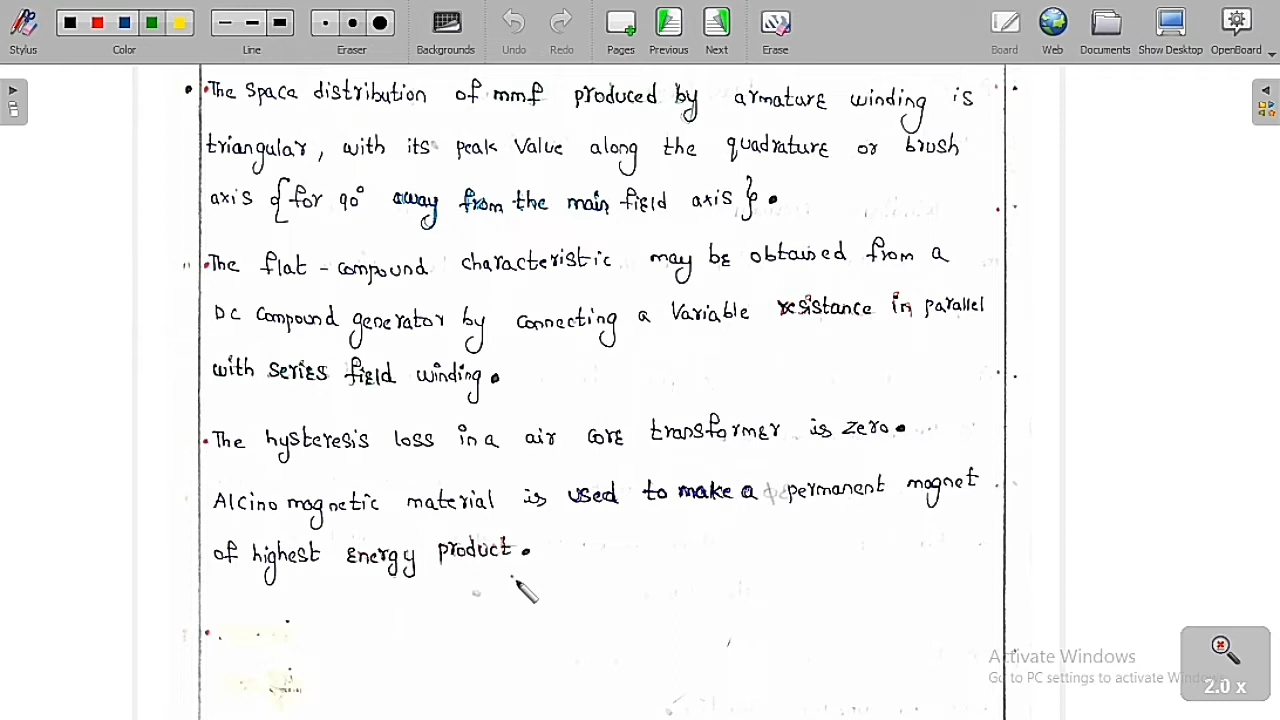 Stylus
Color
Line
Eraser
Backgrounds
Undo
Redo
Pages
Previous
Next
Erase
Board
Web
Documents
Show Desktop
OpenBoard
• The space distribution of mmf produced by armature winding is
triangular, with its peak value along the quadrature or brush
axis {for 90° away from the main field axis}.
• The flat-compound characteristic may be obtained from a
DC compound generator by connecting a variable resistance in parallel
with series field winding.
• The hysteresis loss in a air core transformer is zero.
Alcino magnetic material is used to make a permanent magnet
of highest energy product.
Activate Windows
Go to PC settings to activate Windows.
2.0 x